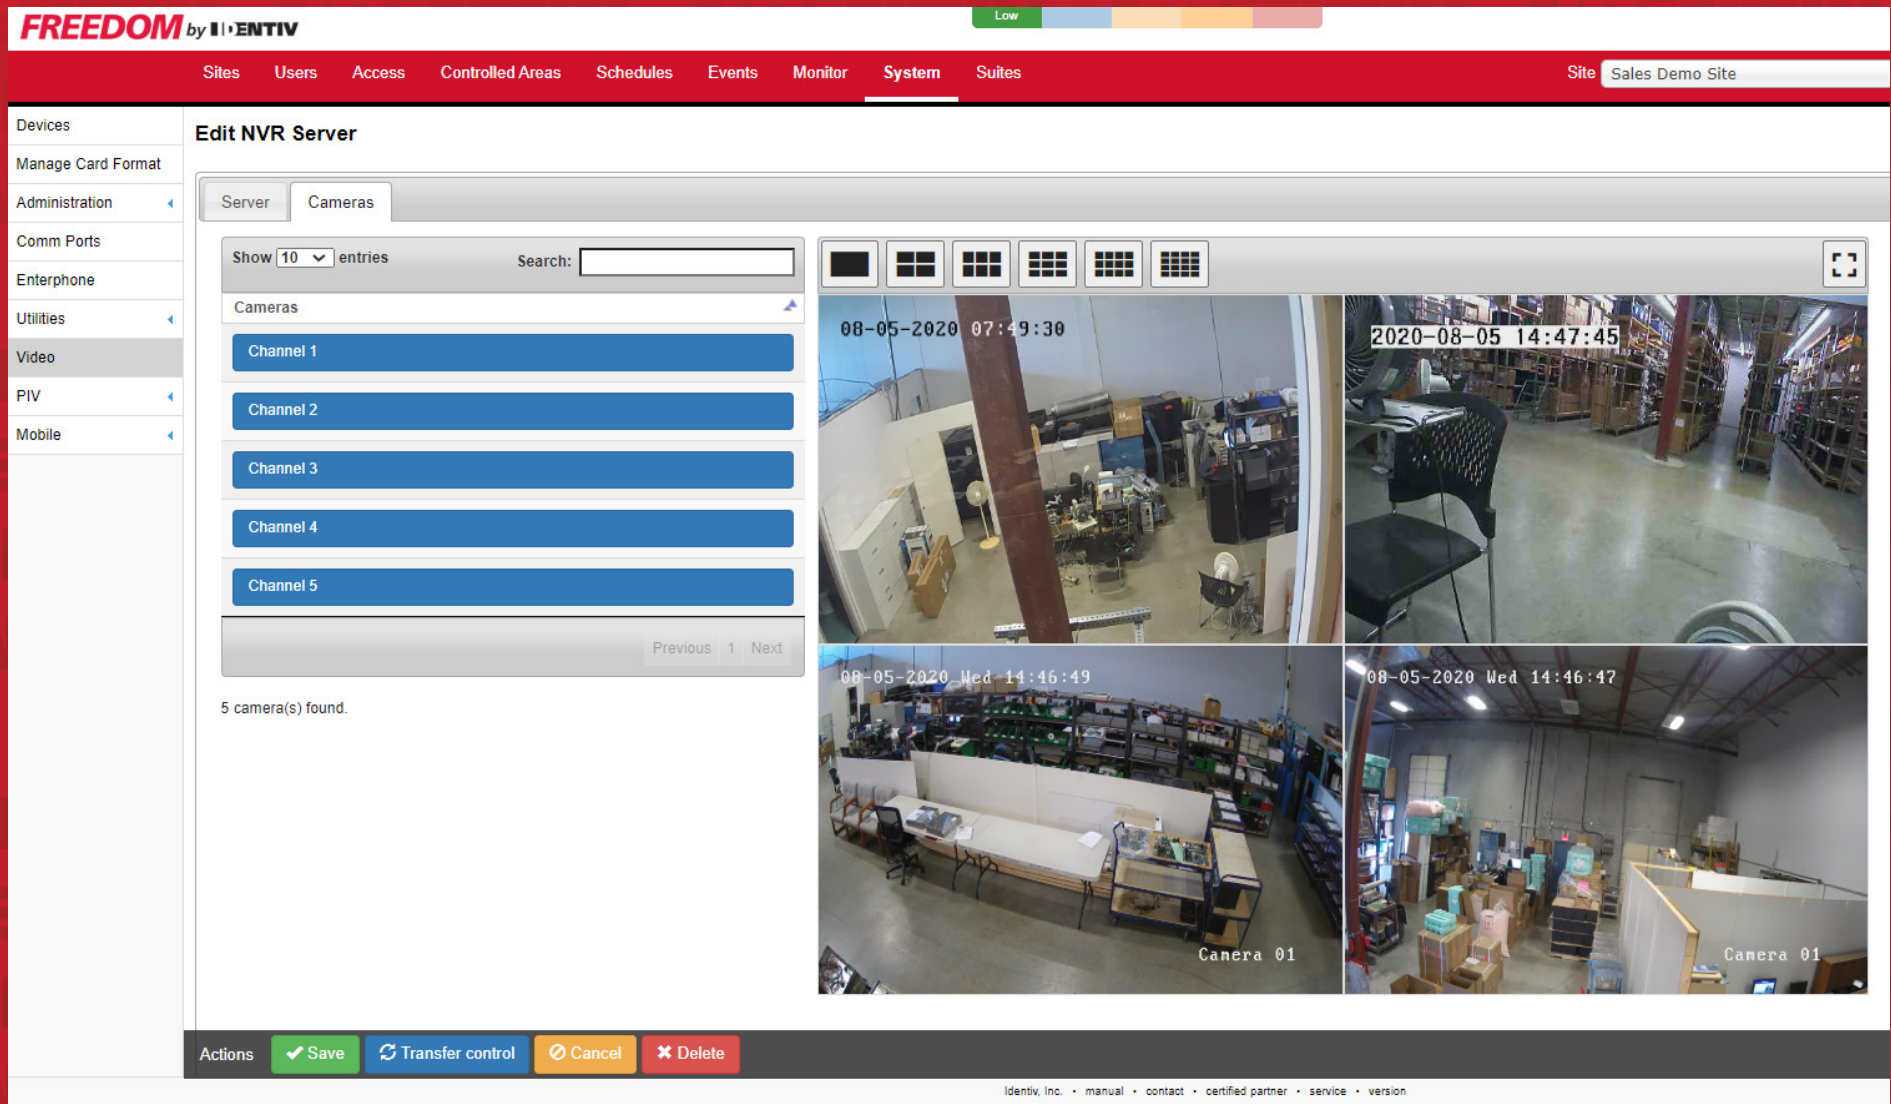 FREEDOM by IDENTIV
Low
Sites Users Access Controlled Areas Schedules Events Monitor System Suites
Site Sales Demo Site
Devices
Manage Card Format
Administration
Comm Ports
Enterphone
Utilities
Video
PIV
Mobile
Edit NVR Server
Server Cameras
Show 10 entries Search:
Cameras
Channel 1
Channel 2
Channel 3
Channel 4
Channel 5
Previous 1 Next
5 camera(s) found.
08-05-2020 07:49:30
2020-08-05 14:47:45
08-05-2020 Wed 14:46:49
Camera 01
08-05-2020 Wed 14:46:47
Camera 01
Actions Save Transfer control Cancel Delete
Identiv, Inc. • manual • contact • certified partner • service • version